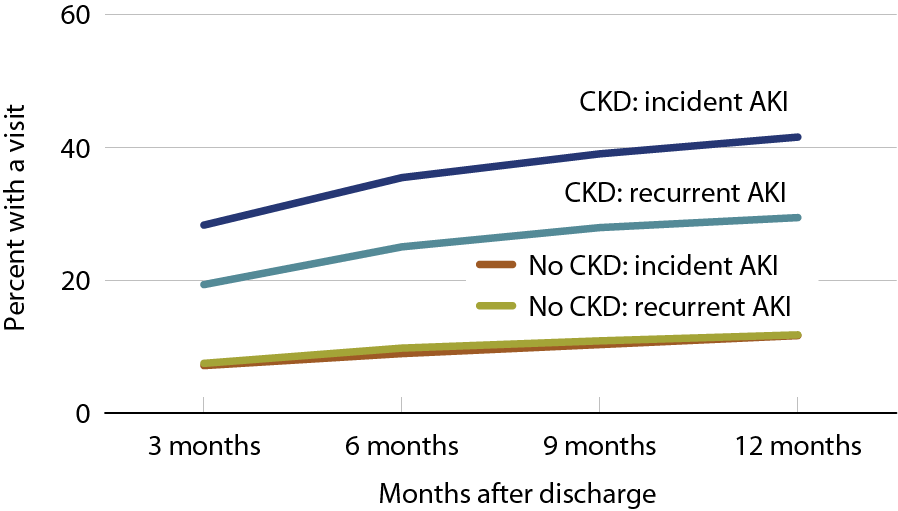 60
40
20
0
Percent with a visit
CKD: incident AKI
CKD: recurrent AKI
No CKD: incident AKI
No CKD: recurrent AKI
3 months
6 months
9 months
12 months
Months after discharge